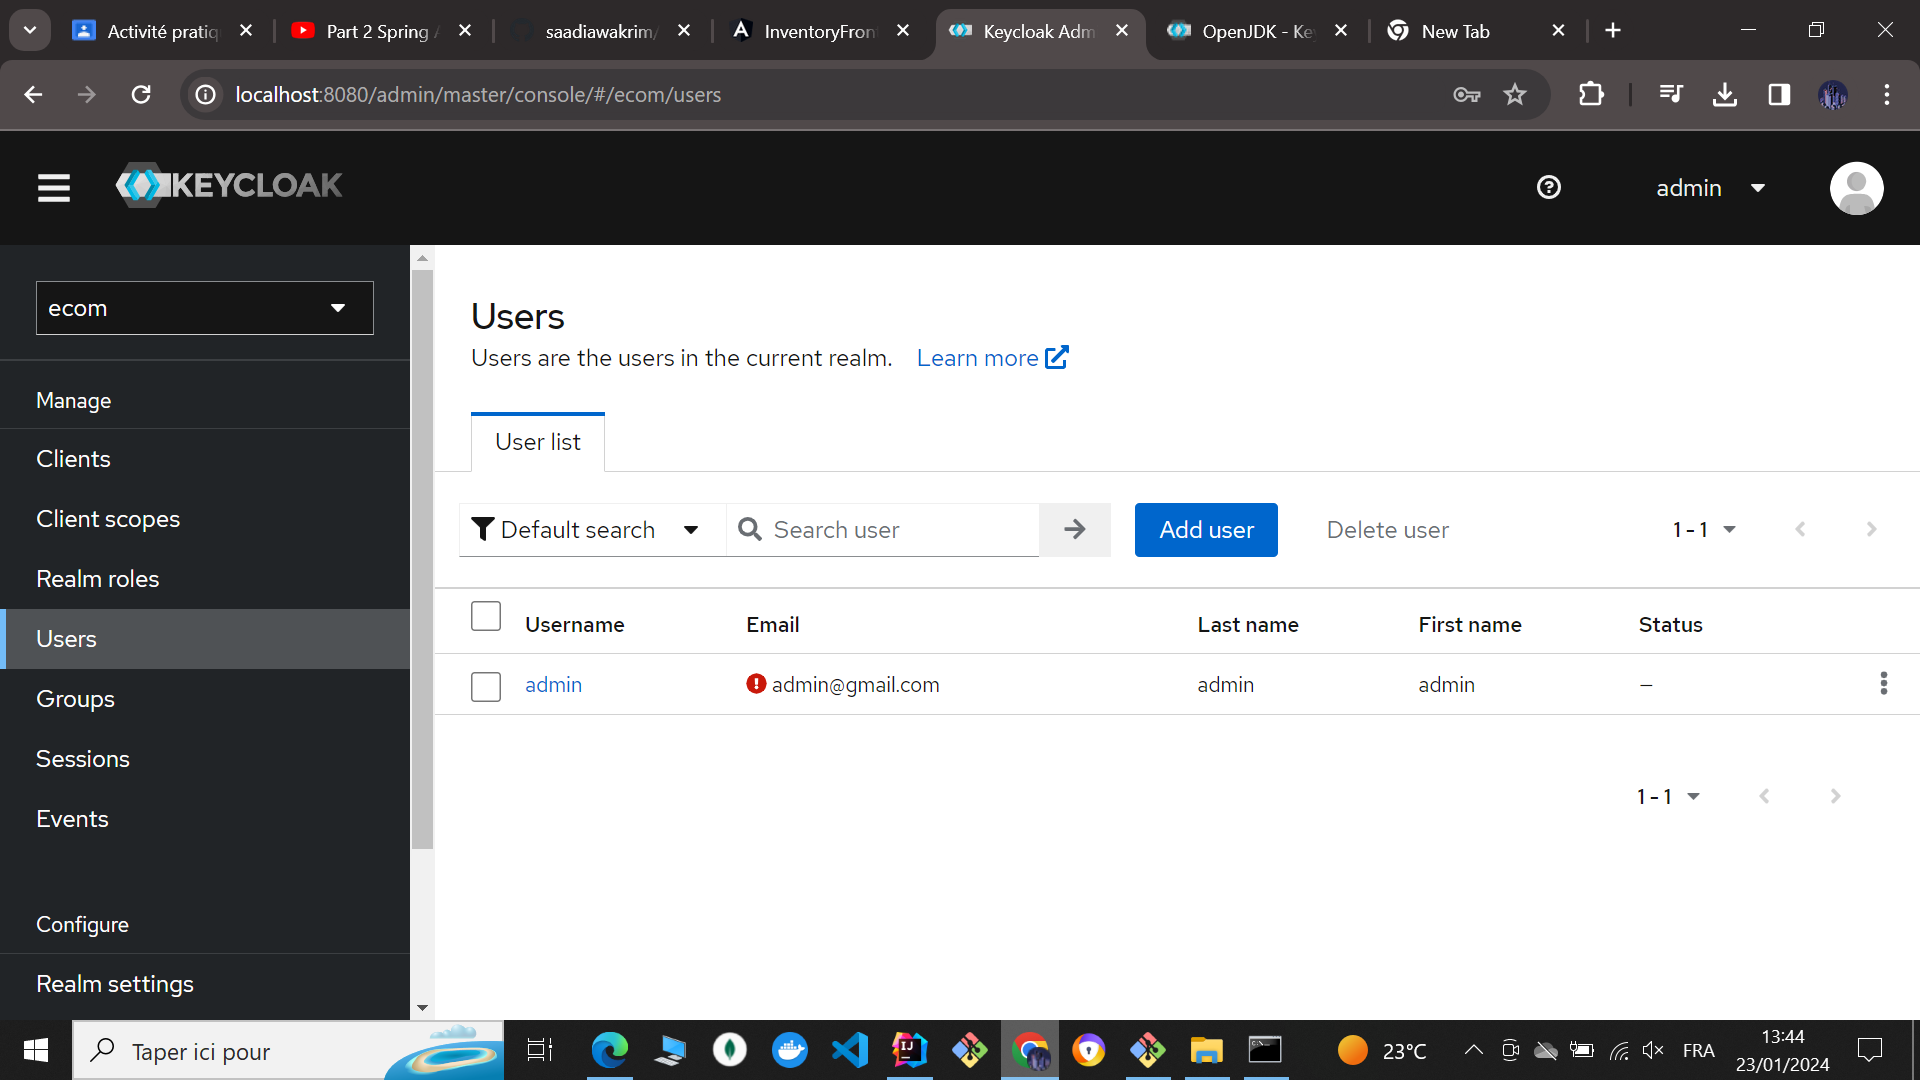 Activité pratiq
Part 2 Spring A
saadiawakrim/
InventoryFron
Keycloak Adm
OpenJDK - Key
New Tab
localhost:8080/admin/master/console/#/ecom/users
KEYCLOAK
admin
ecom
Manage
Clients
Client scopes
Realm roles
Users
Groups
Sessions
Events
Configure
Realm settings
Users
Users are the users in the current realm. Learn more
User list
Default search
Search user
Add user
Delete user
1 - 1
Username Email Last name First name Status
admin admin@gmail.com admin admin –
1 - 1
Taper ici pour
23°C
FRA
13:44
23/01/2024